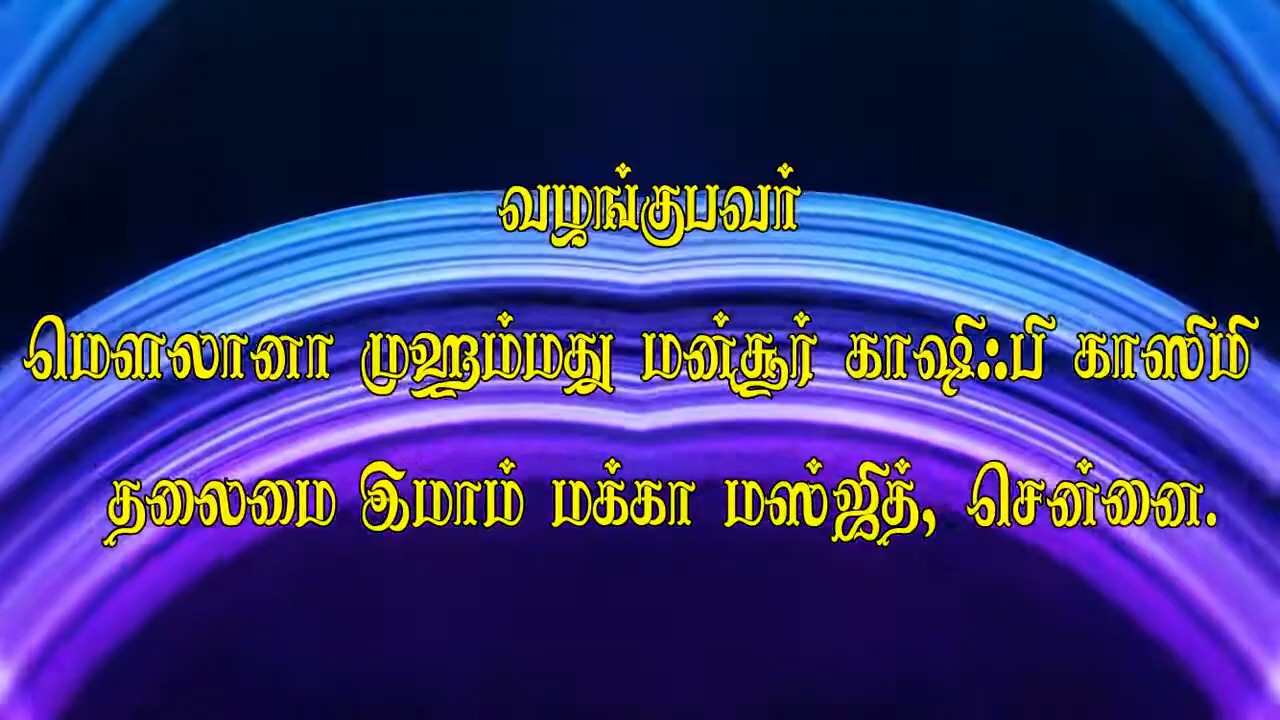 வழங்குபவர்
மௌலானா முஹம்மது மன்சூர் காஷிஃபி காஸிமி
தலைமை இமாம் மக்கா மஸ்ஜித், சென்னை.